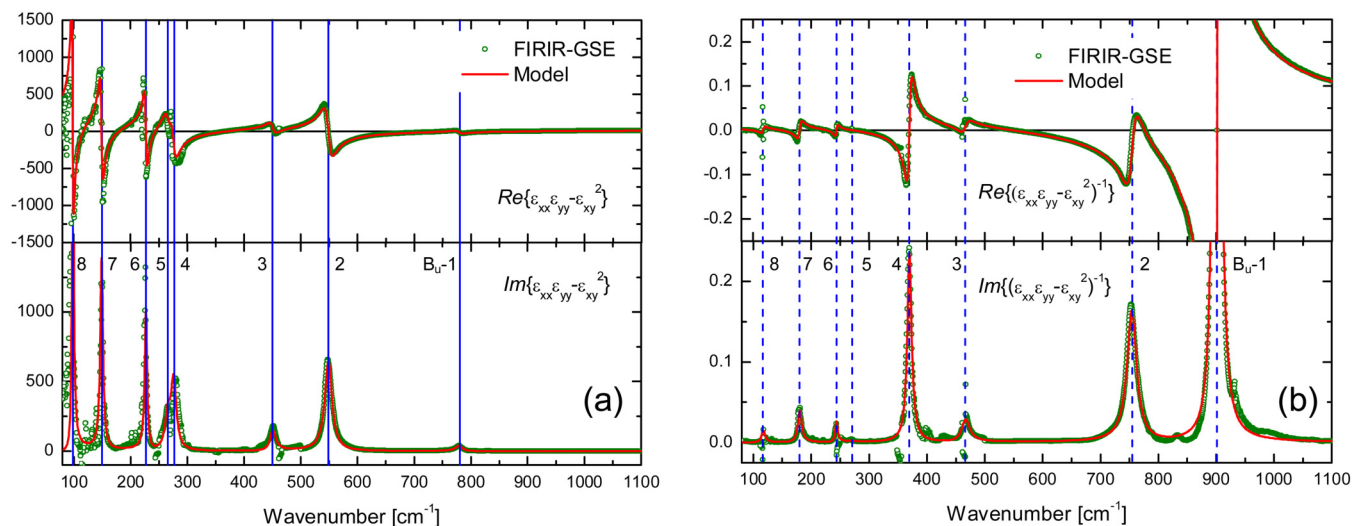 1500
1000
500
0
-500
-1000
-1500
FIRIR-GSE
Model
Re{εxxεyy-εxy²}
1000
500
0
8 7 6 5 4 3 2 Bu-1
Im{εxxεyy-εxy²}
(a)
100 200 300 400 500 600 700 800 900 1000 1100
Wavenumber [cm⁻¹]
0.2
0.1
0.0
-0.1
-0.2
FIRIR-GSE
Model
Re{(εxxεyy-εxy²)⁻¹}
0.2
0.1
0.0
8 7 6 5 4 3 2 Bu-1
Im{(εxxεyy-εxy²)⁻¹}
(b)
100 200 300 400 500 600 700 800 900 1000 1100
Wavenumber [cm⁻¹]